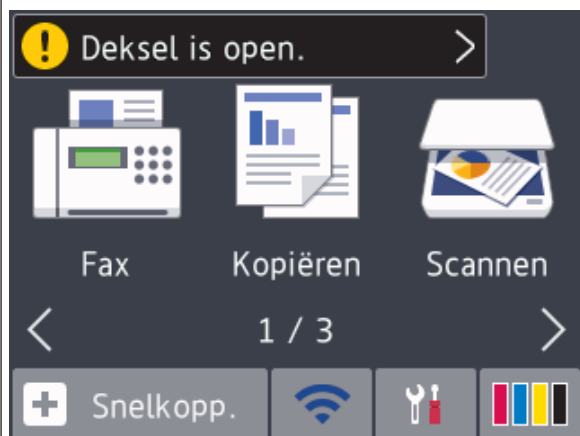 Deksel is open.
Fax
Kopiëren
Scannen
1 / 3
Snelkopp.